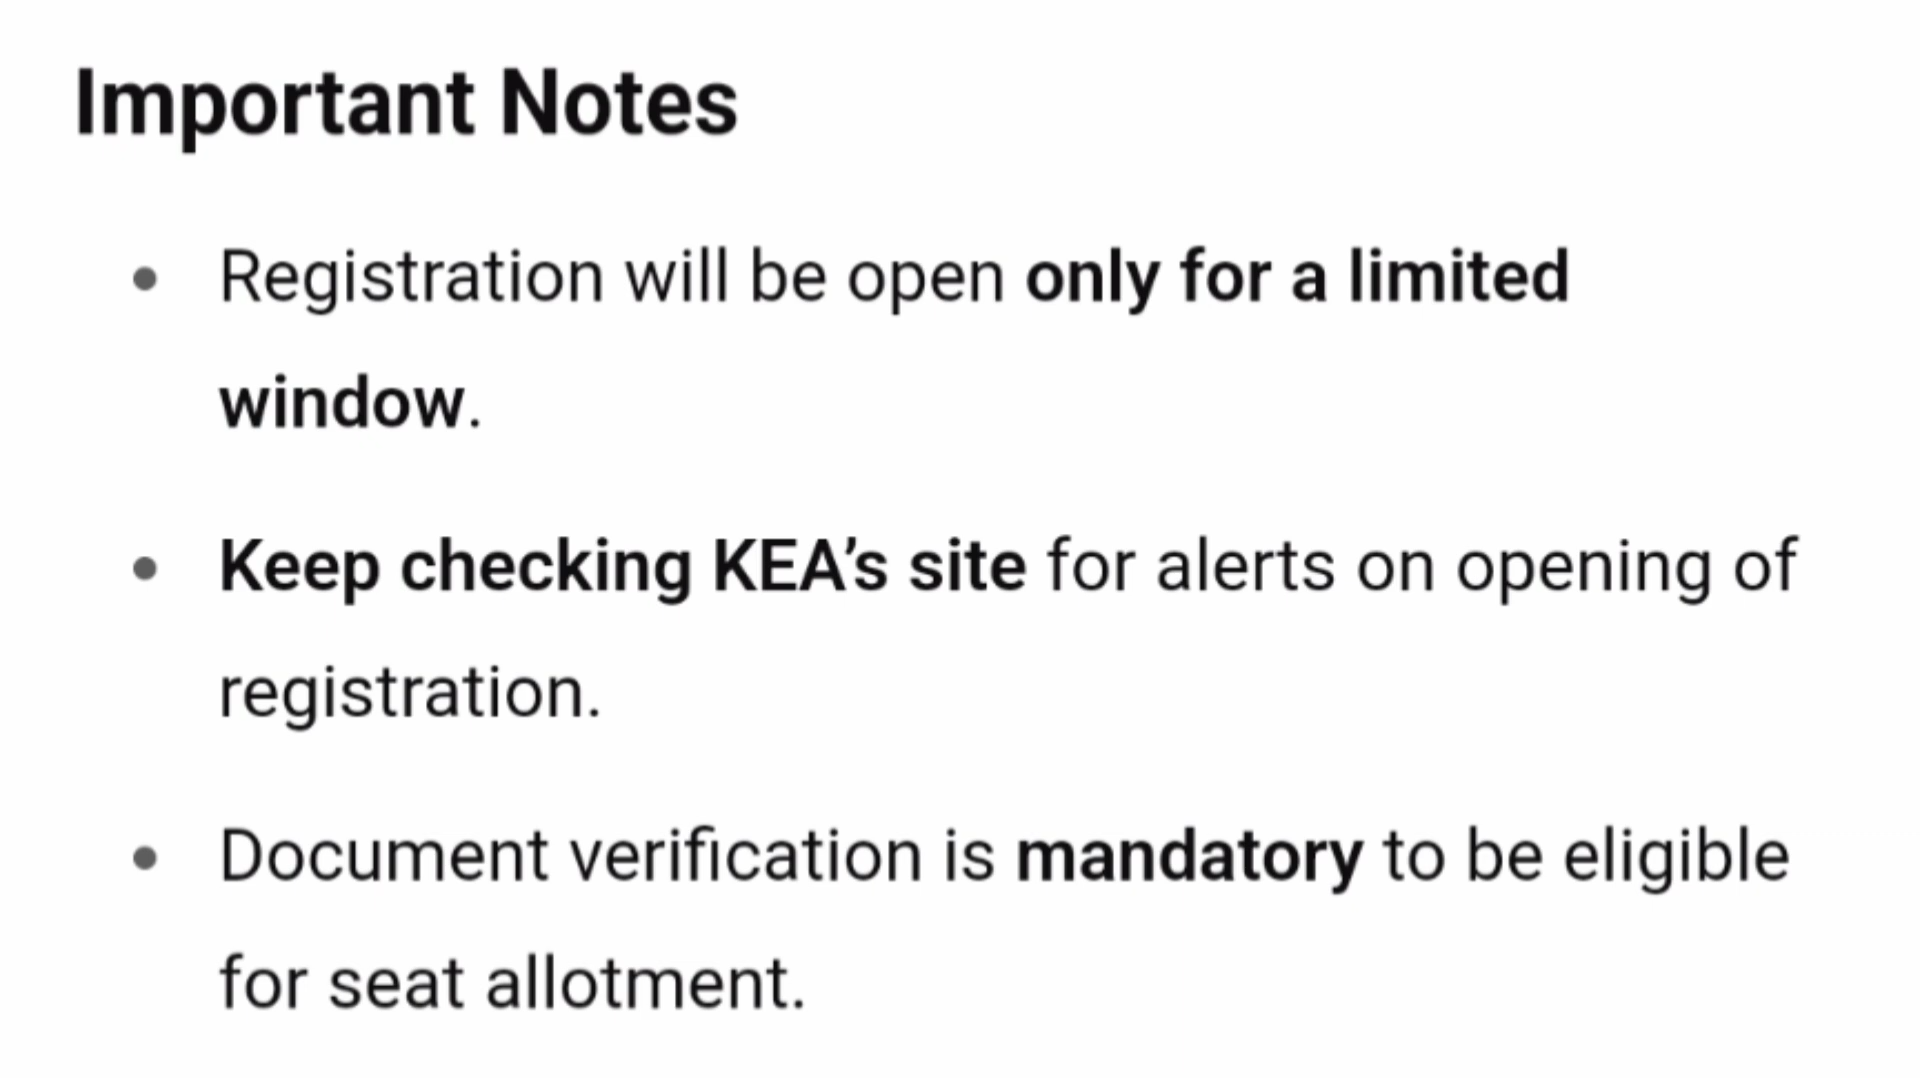 Important Notes
• Registration will be open only for a limited
window.
• Keep checking KEA’s site for alerts on opening of
registration.
• Document verification is mandatory to be eligible
for seat allotment.